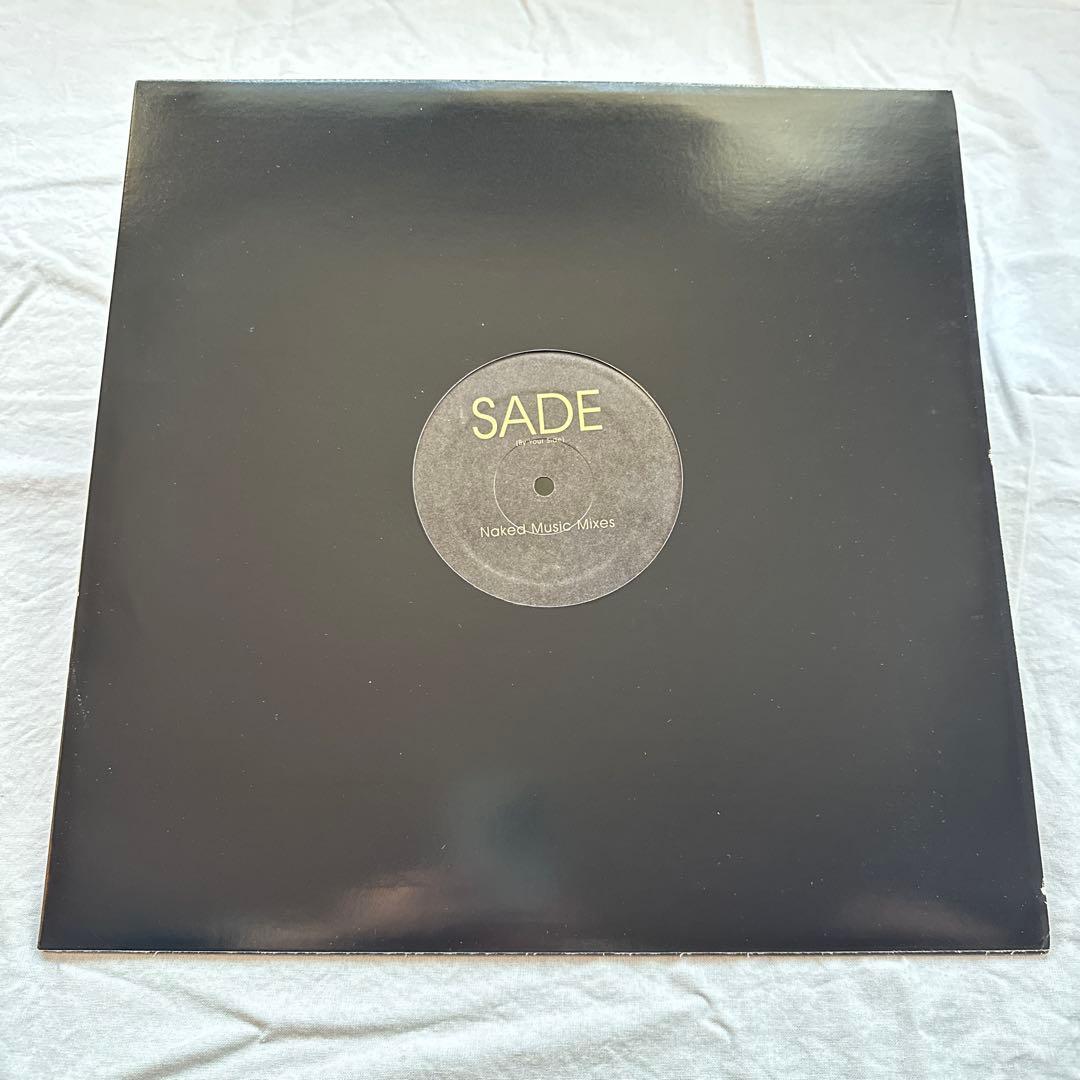 SADE
(By Your Side)
Naked Music Mixes